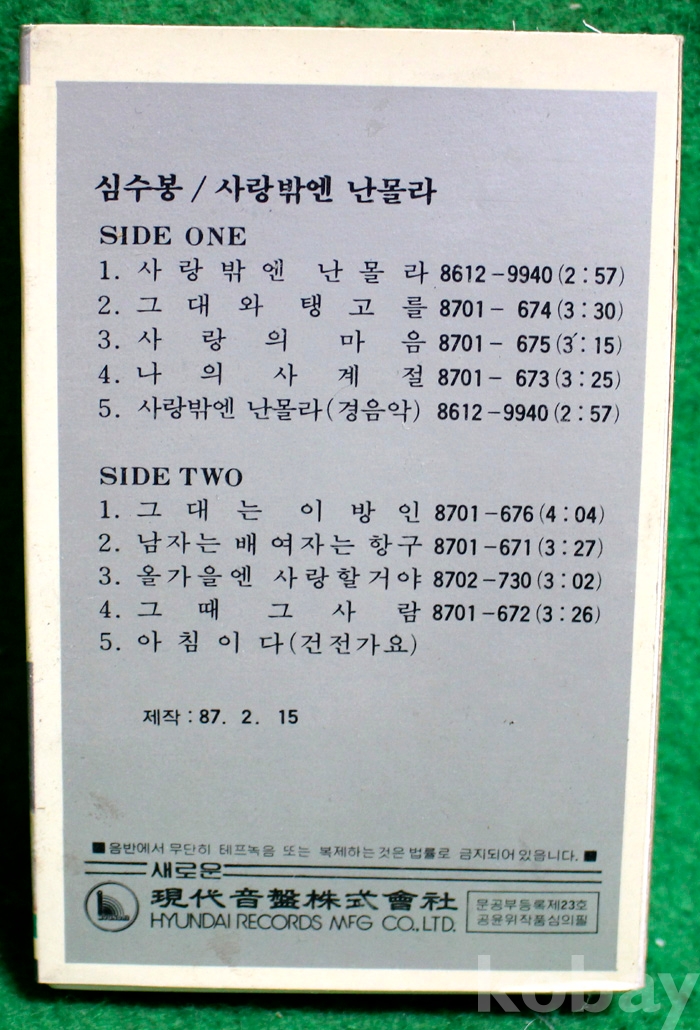 심수봉 / 사랑밖엔 난몰라
SIDE ONE
1. 사랑밖엔 난몰라 8612-9940 (2:57)
2. 그대와 탱고를 8701- 674 (3:30)
3. 사랑의 마음 8701- 675 (3:15)
4. 나의 사계절 8701- 673 (3:25)
5. 사랑밖엔 난몰라(경음악) 8612-9940 (2:57)
SIDE TWO
1. 그대는 이방인 8701-676 (4:04)
2. 남자는 배 여자는 항구 8701-671 (3:27)
3. 올가을엔 사랑할거야 8702-730 (3:02)
4. 그때 그사람 8701-672 (3:26)
5. 아침이다(건전가요)
제작 : 87. 2. 15
■음반에서 무단히 테프녹음 또는 복제하는것은 법률로 금지되어 있읍니다.■
새로운
現代音盤株式會社
HYUNDAI RECORDS MFG CO.,LTD.
문공부등록제23호
공윤위작품심의필
kobay